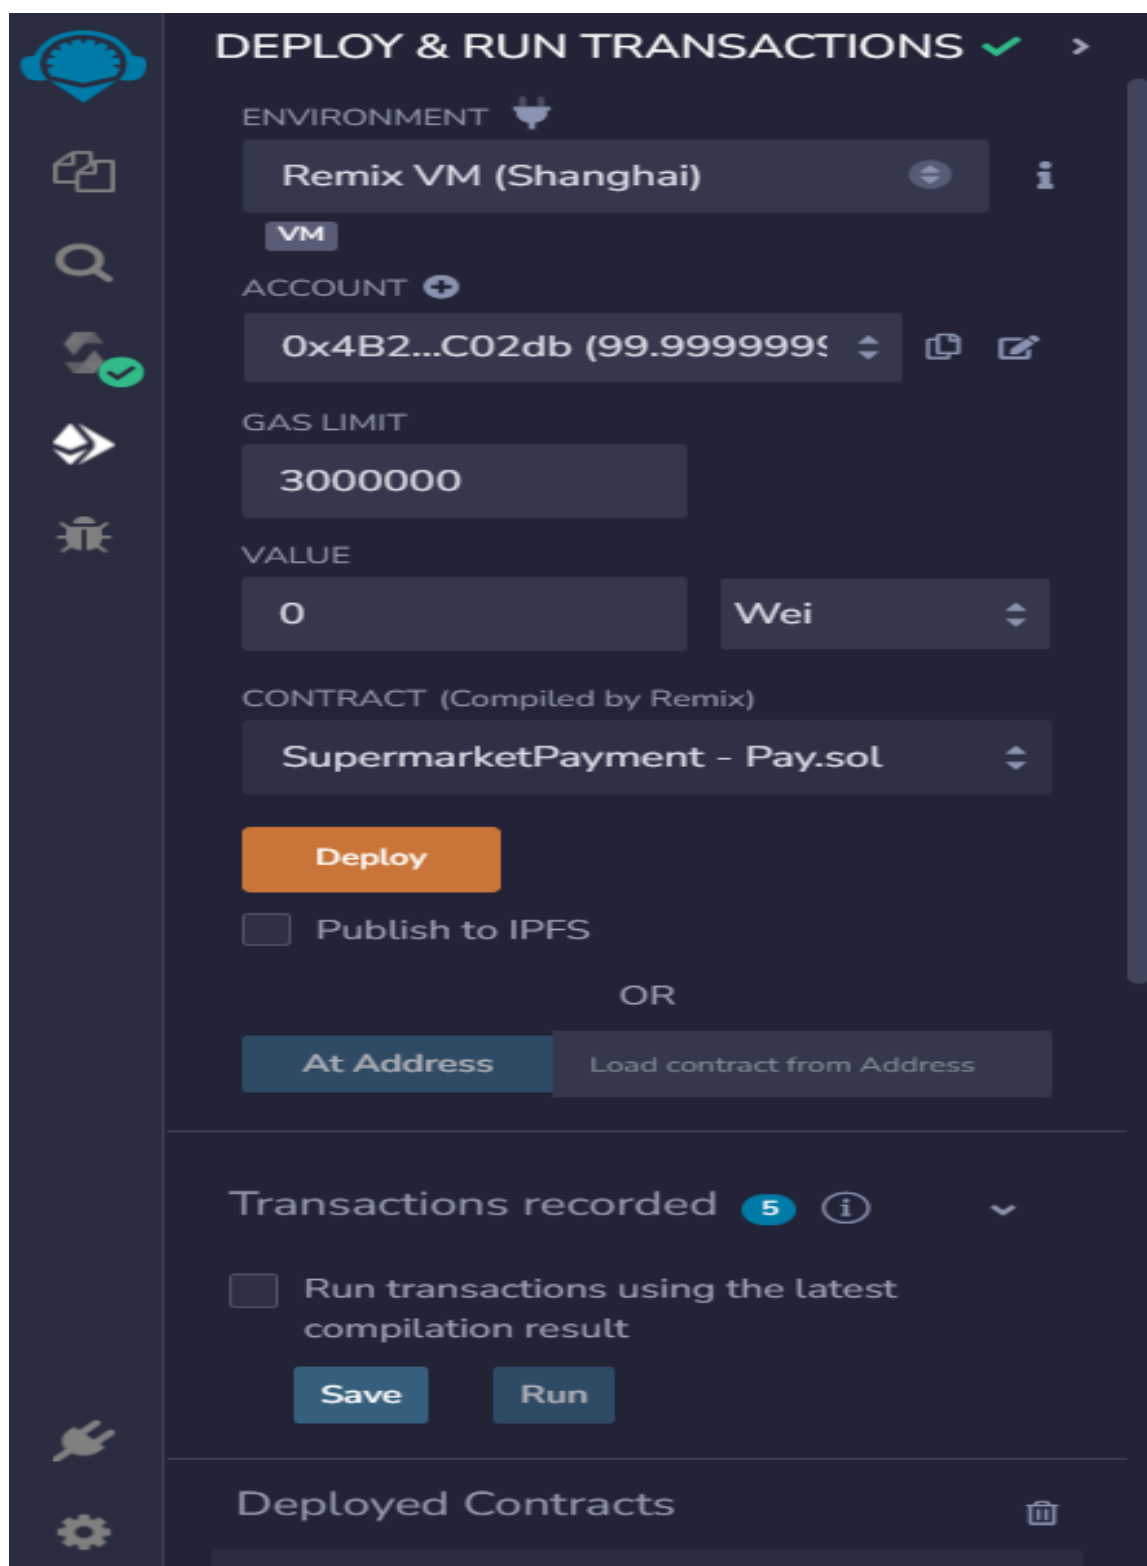 DEPLOY & RUN TRANSACTIONS
ENVIRONMENT
Remix VM (Shanghai)
VM
ACCOUNT
0x4B2...C02db (99.9999999
GAS LIMIT
3000000
VALUE
0 Wei
CONTRACT (Compiled by Remix)
SupermarketPayment - Pay.sol
Deploy
Publish to IPFS
OR
At Address Load contract from Address
Transactions recorded 5
Run transactions using the latest
compilation result
Save Run
Deployed Contracts